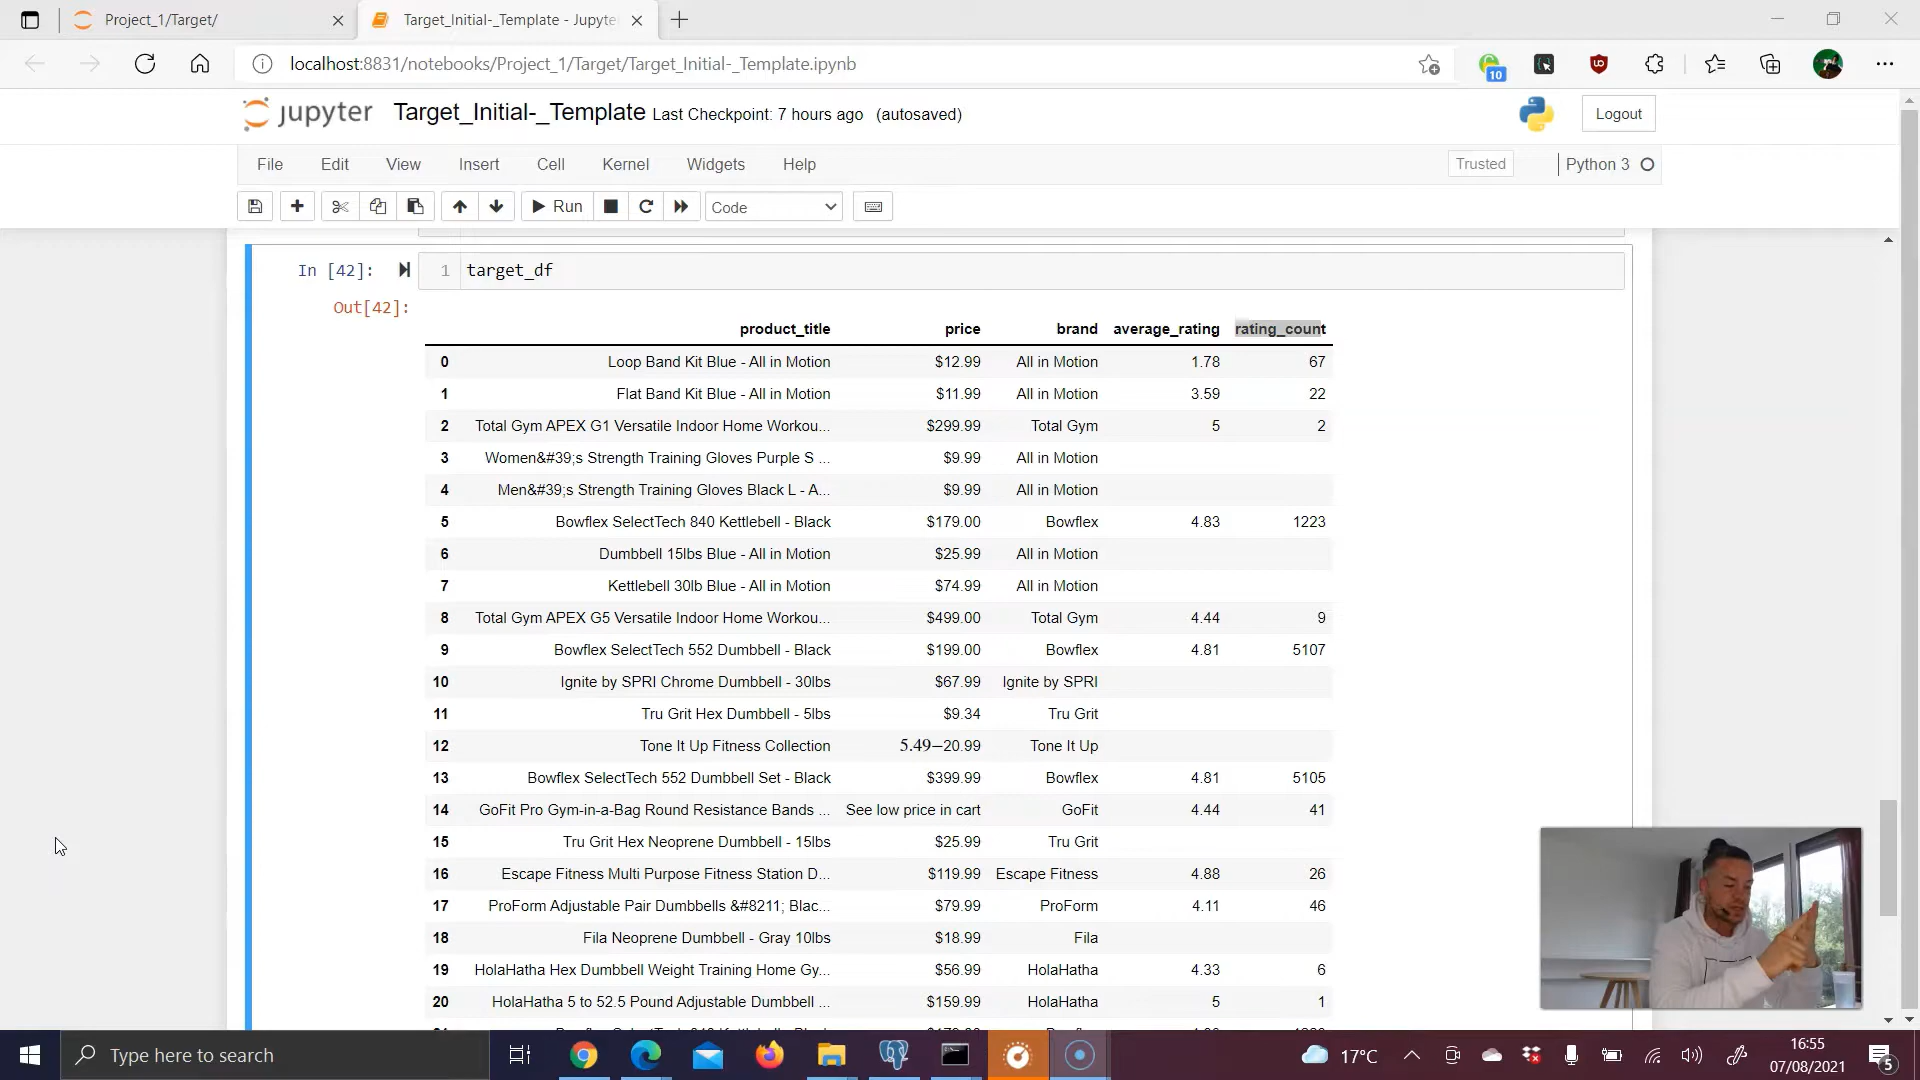 Project_1/Target/
Target_Initial-_Template - Jupyte
localhost:8831/notebooks/Project_1/Target/Target_Initial-_Template.ipynb
10
jupyter Target_Initial-_Template Last Checkpoint: 7 hours ago (autosaved)
Logout
File Edit View Insert Cell Kernel Widgets Help
Trusted
Python 3
Run
Code
In [42]: 1 target_df
Out[42]:
product_title price brand average_rating rating_count
0 Loop Band Kit Blue - All in Motion $12.99 All in Motion 1.78 67
1 Flat Band Kit Blue - All in Motion $11.99 All in Motion 3.59 22
2 Total Gym APEX G1 Versatile Indoor Home Workou... $299.99 Total Gym 5 2
3 Women&#39;s Strength Training Gloves Purple S ... $9.99 All in Motion
4 Men&#39;s Strength Training Gloves Black L - A... $9.99 All in Motion
5 Bowflex SelectTech 840 Kettlebell - Black $179.00 Bowflex 4.83 1223
6 Dumbbell 15lbs Blue - All in Motion $25.99 All in Motion
7 Kettlebell 30lb Blue - All in Motion $74.99 All in Motion
8 Total Gym APEX G5 Versatile Indoor Home Workou... $499.00 Total Gym 4.44 9
9 Bowflex SelectTech 552 Dumbbell - Black $199.00 Bowflex 4.81 5107
10 Ignite by SPRI Chrome Dumbbell - 30lbs $67.99 Ignite by SPRI
11 Tru Grit Hex Dumbbell - 5lbs $9.34 Tru Grit
12 Tone It Up Fitness Collection 5.49−20.99 Tone It Up
13 Bowflex SelectTech 552 Dumbbell Set - Black $399.99 Bowflex 4.81 5105
14 GoFit Pro Gym-in-a-Bag Round Resistance Bands ... See low price in cart GoFit 4.44 41
15 Tru Grit Hex Neoprene Dumbbell - 15lbs $25.99 Tru Grit
16 Escape Fitness Multi Purpose Fitness Station D... $119.99 Escape Fitness 4.88 26
17 ProForm Adjustable Pair Dumbbells &#8211; Blac... $79.99 ProForm 4.11 46
18 Fila Neoprene Dumbbell - Gray 10lbs $18.99 Fila
19 HolaHatha Hex Dumbbell Weight Training Home Gy... $56.99 HolaHatha 4.33 6
20 HolaHatha 5 to 52.5 Pound Adjustable Dumbbell ... $159.99 HolaHatha 5 1
Type here to search
17°C
16:55
07/08/2021
5